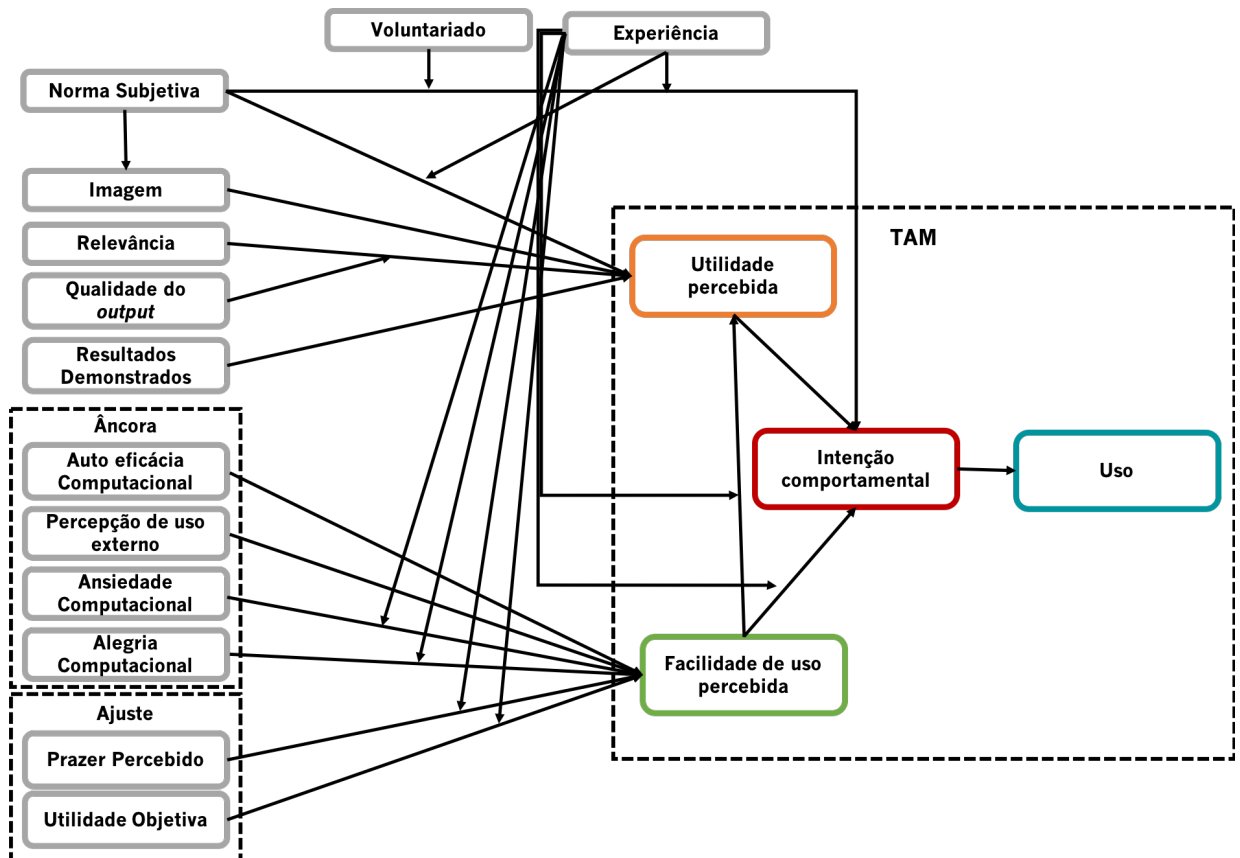 Voluntariado
Experiência
Norma Subjetiva
Imagem
Relevância
Qualidade do
output
Resultados
Demonstrados
Âncora
Auto eficácia
Computacional
Percepção de uso
externo
Ansiedade
Computacional
Alegria
Computacional
Ajuste
Prazer Percebido
Utilidade Objetiva
TAM
Utilidade
percebida
Intenção
comportamental
Uso
Facilidade de uso
percebida